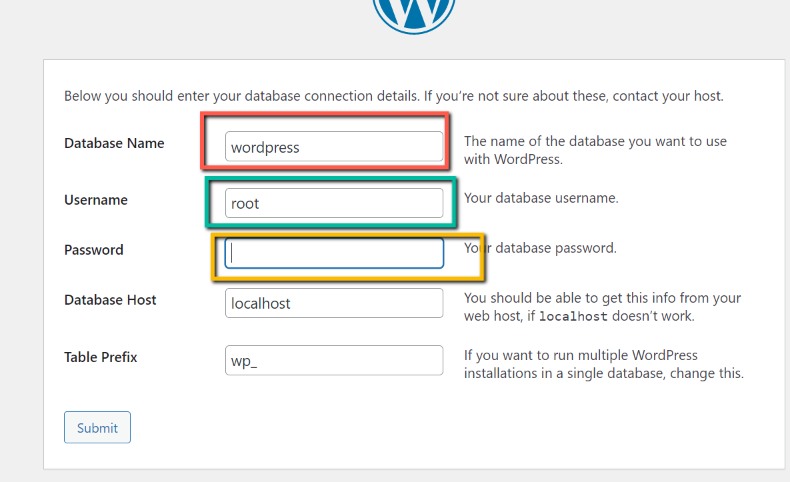 Below you should enter your database connection details. If you're not sure about these, contact your host.
Database Name
wordpress
The name of the database you want to use
with WordPress.
Username
root
Your database username.
Password
Your database password.
Database Host
localhost
You should be able to get this info from your
web host, if localhost doesn't work.
Table Prefix
wp_
If you want to run multiple WordPress
installations in a single database, change this.
Submit